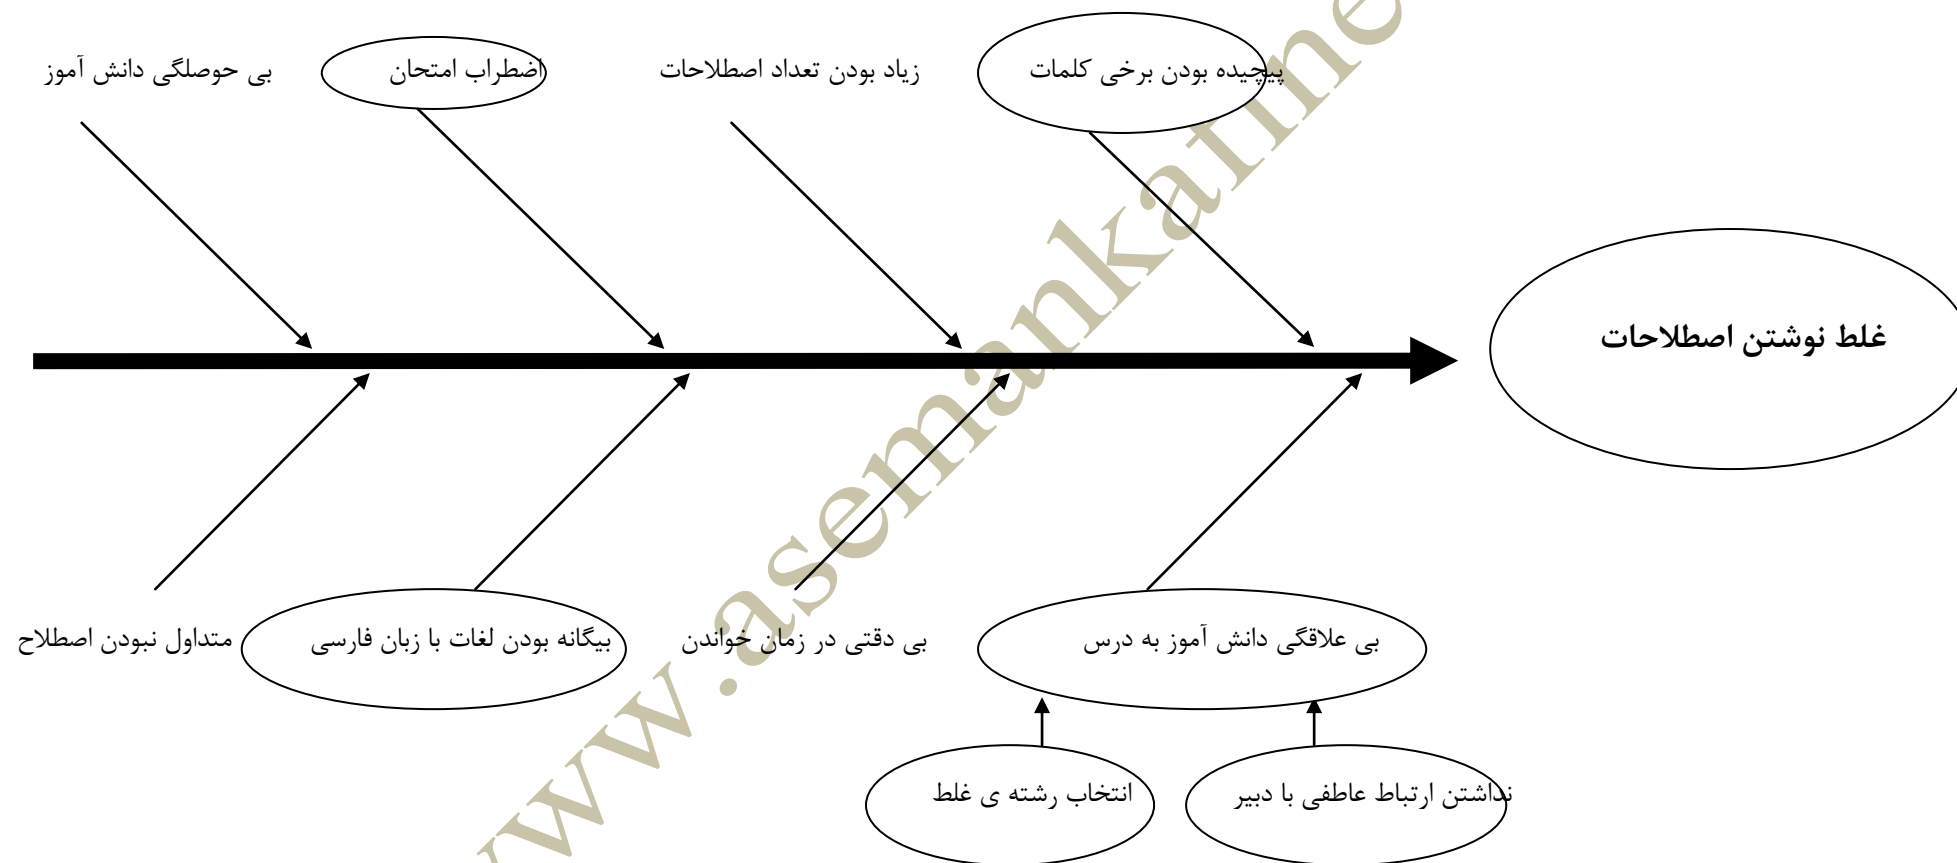 پیچیده بودن برخی کلمات
زیاد بودن تعداد اصطلاحات
اضطراب امتحان
بی حوصلگی دانش آموز
غلط نوشتن اصطلاحات
بی علاقگی دانش آموز به درس
بی دقتی در زمان خواندن
بیگانه بودن لغات با زبان فارسی
متداول نبودن اصطلاح
نداشتن ارتباط عاطفی با دبیر
انتخاب رشته ی غلط